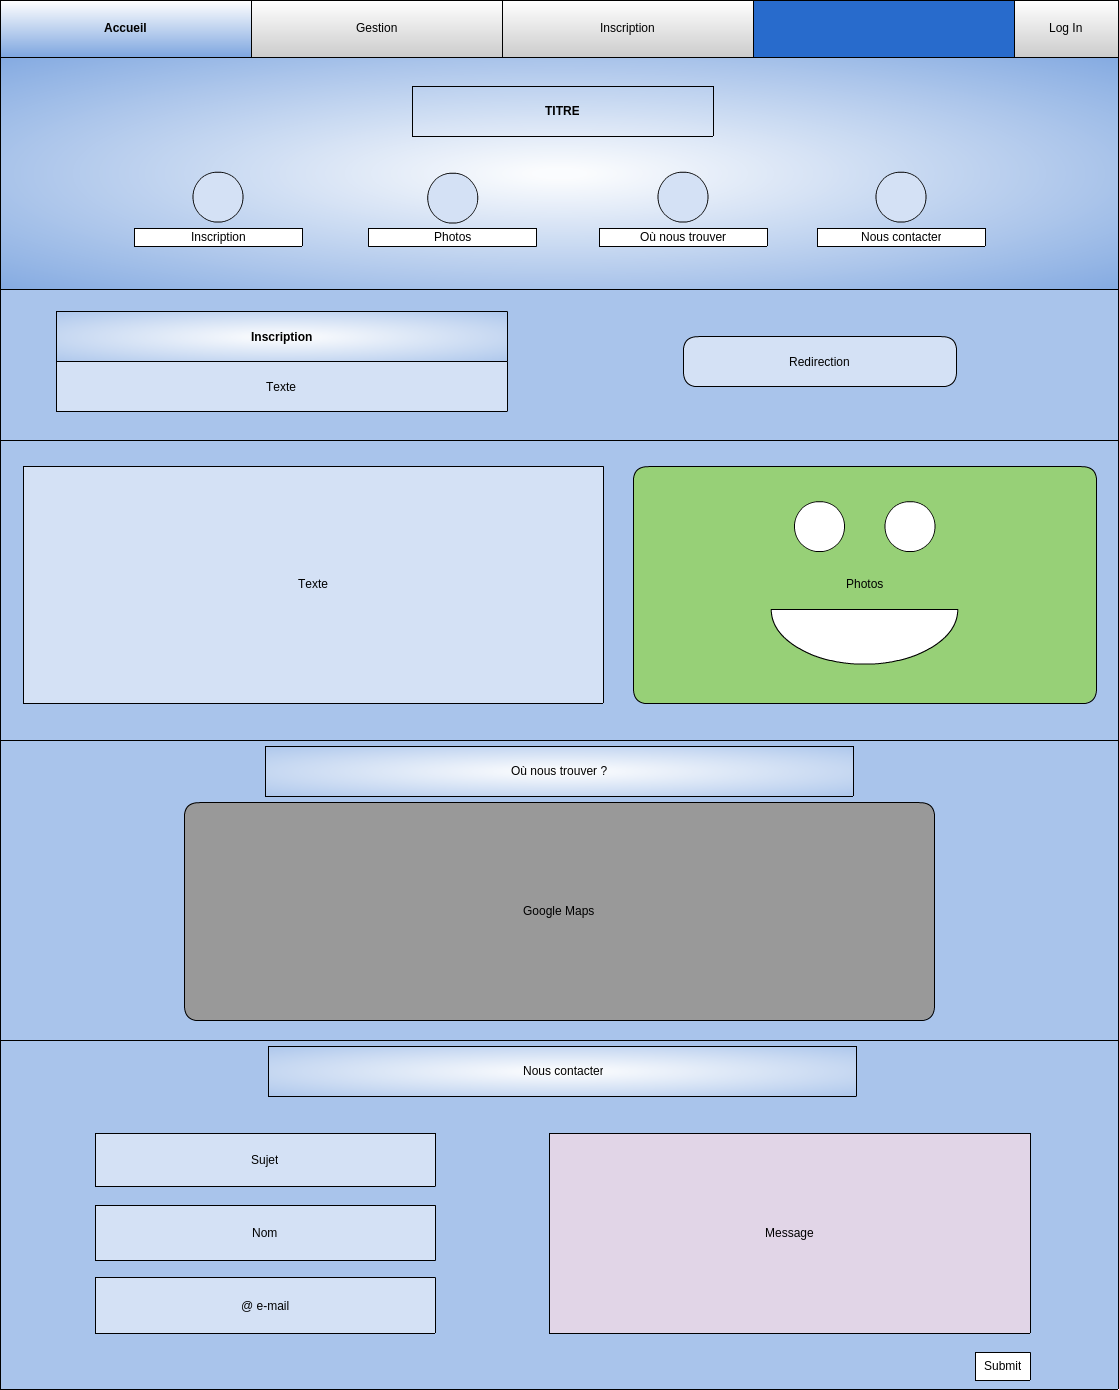 Accueil
Gestion
Inscription
Log In
TITRE
Inscription
Photos
Où nous trouver
Nous contacter
Inscription
Texte
Redirection
Texte
Photos
Où nous trouver ?
Google Maps
Nous contacter
Sujet
Nom
@ e-mail
Message
Submit